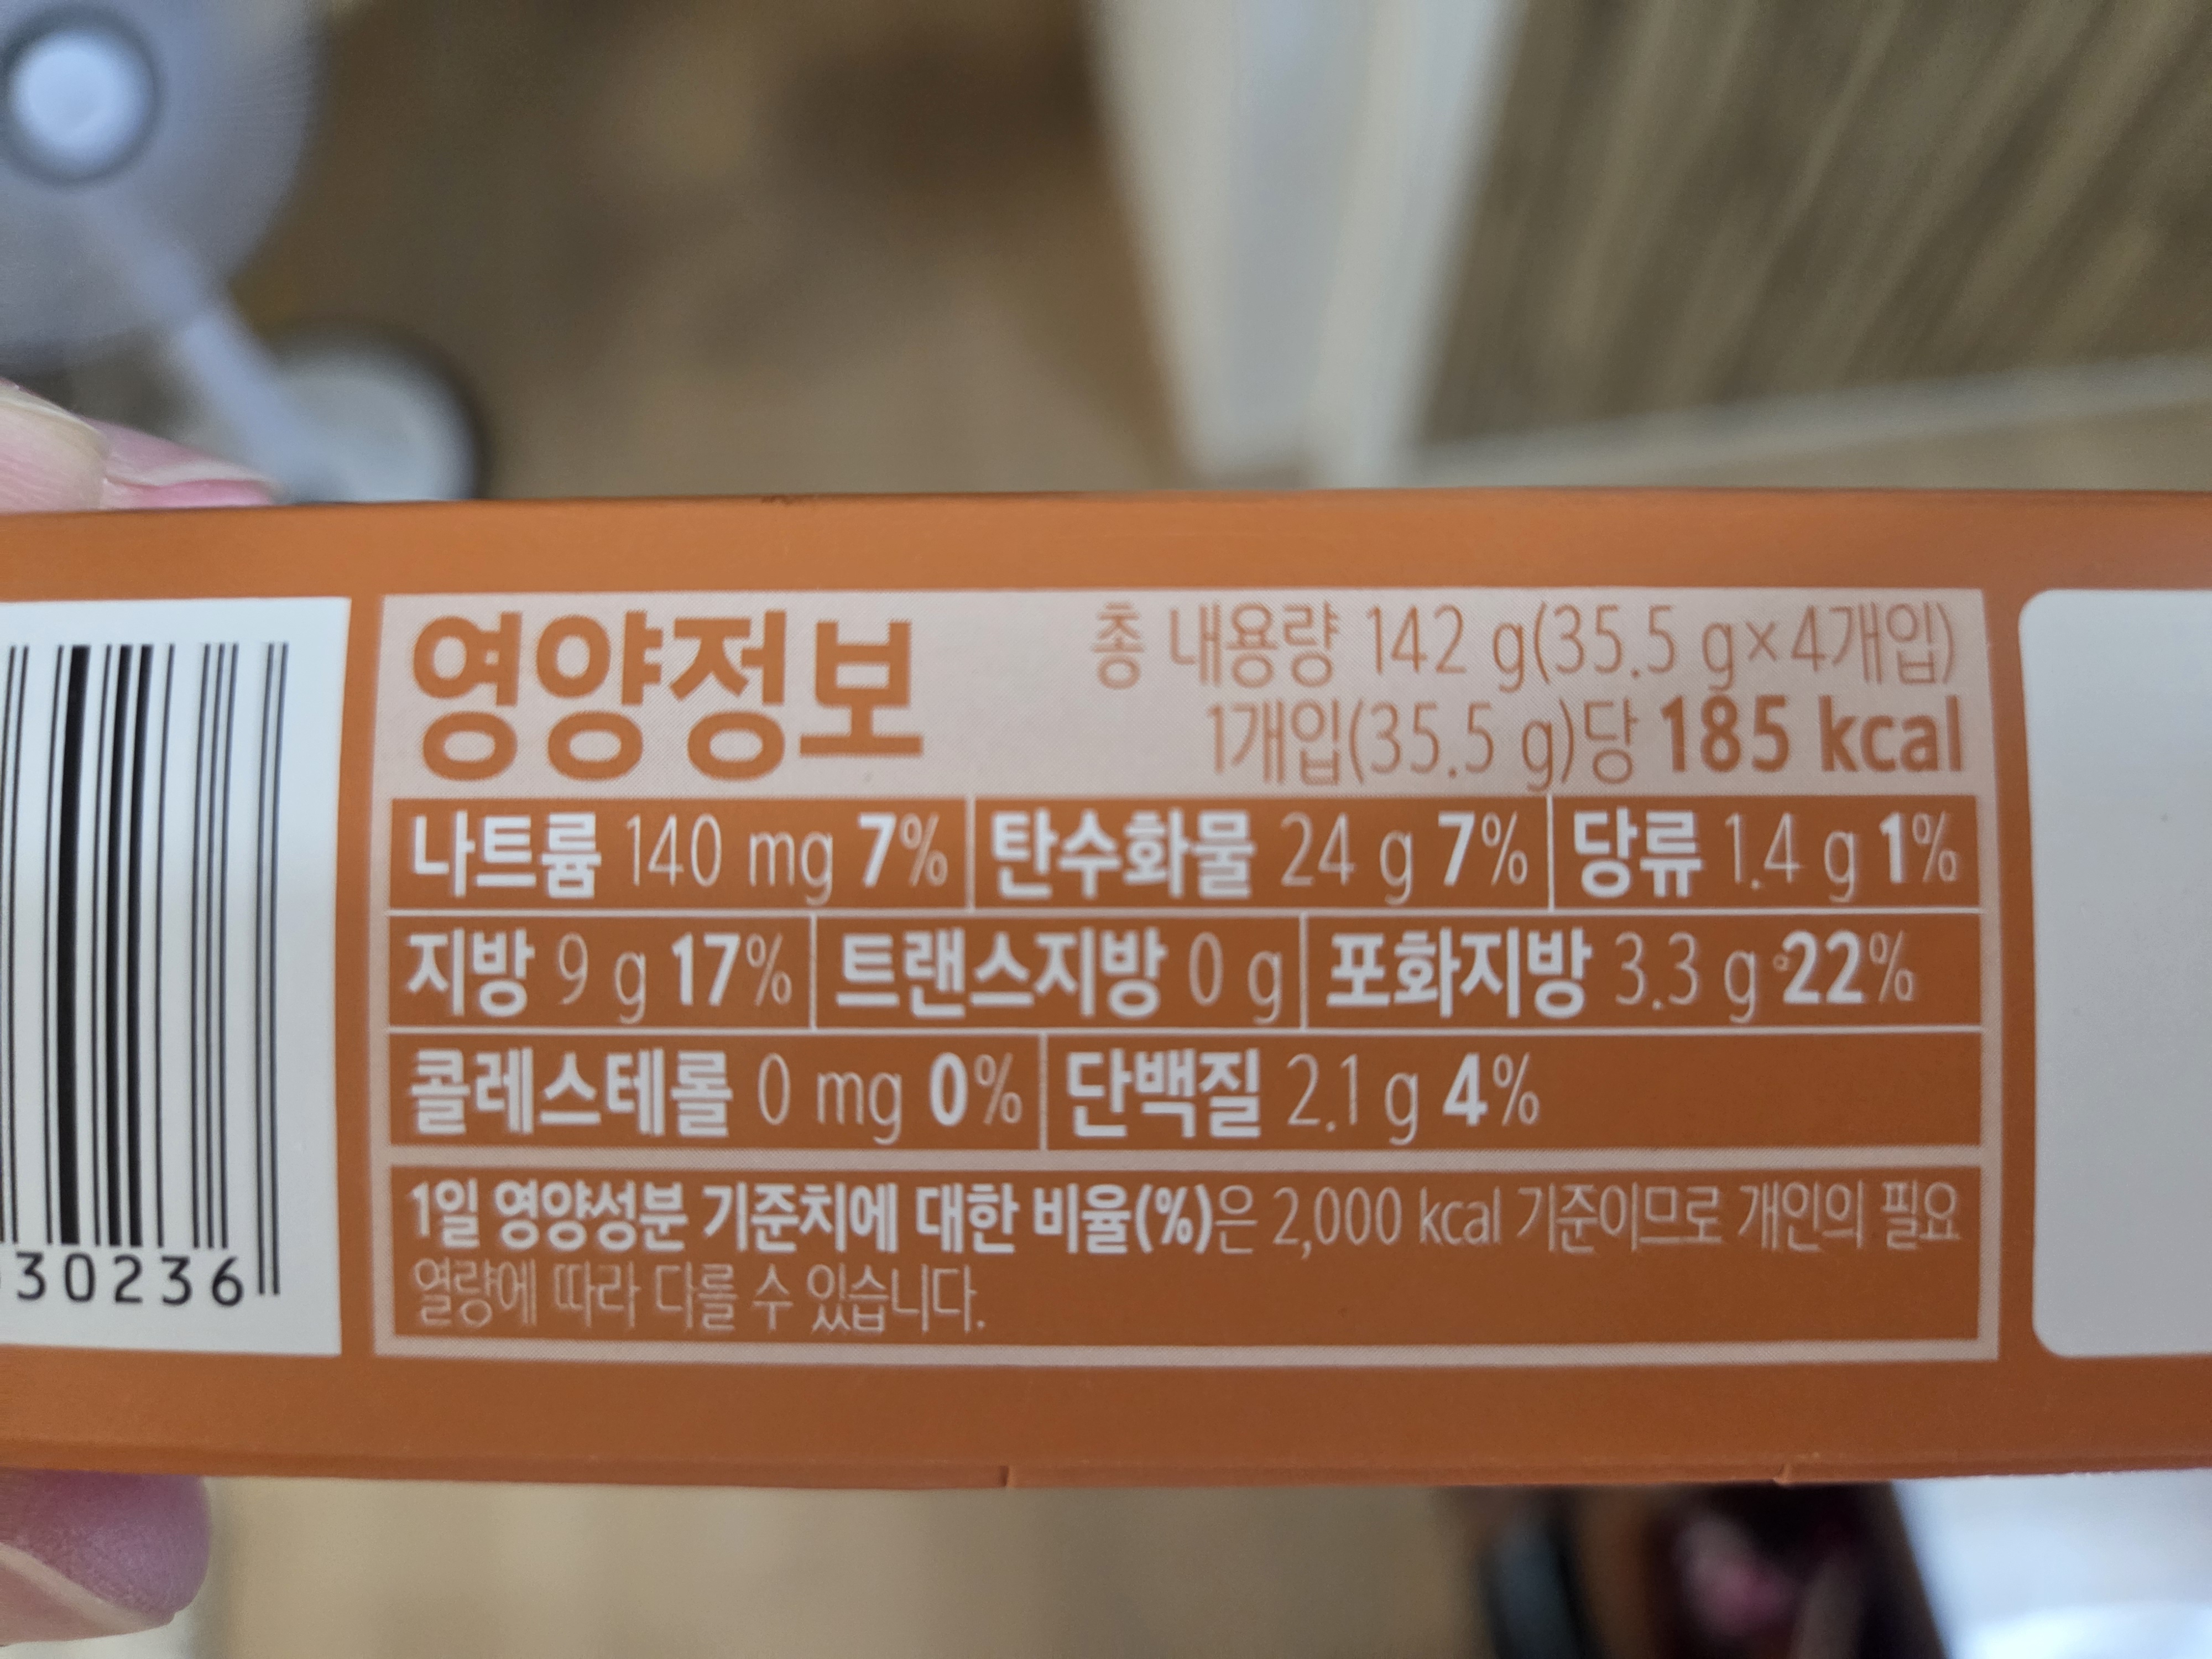 영양정보
총 내용량 142 g(35.5 g×4개입)
1개입(35.5 g)당 185 kcal
나트륨 140 mg 7% 탄수화물 24 g 7% 당류 1.4 g 1%
지방 9 g 17% 트랜스지방 0 g 포화지방 3.3 g 22%
콜레스테롤 0 mg 0% 단백질 2.1 g 4%
1일 영양성분 기준치에 대한 비율(%)은 2,000 kcal 기준이므로 개인의 필요
열량에 따라 다를 수 있습니다.
30236